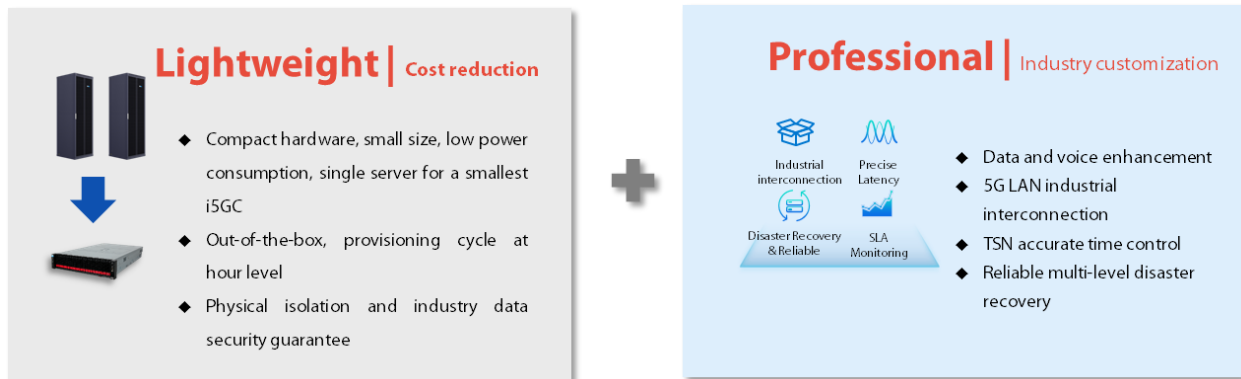 Lightweight | Cost reduction
◆ Compact hardware, small size, low power
consumption, single server for a smallest
i5GC
◆ Out-of-the-box, provisioning cycle at
hour level
◆ Physical isolation and industry data
security guarantee
Professional | Industry customization
Industrial
interconnection
Precise
Latency
Disaster Recovery
& Reliable
SLA
Monitoring
◆ Data and voice enhancement
◆ 5G LAN industrial
interconnection
◆ TSN accurate time control
◆ Reliable multi-level disaster
recovery